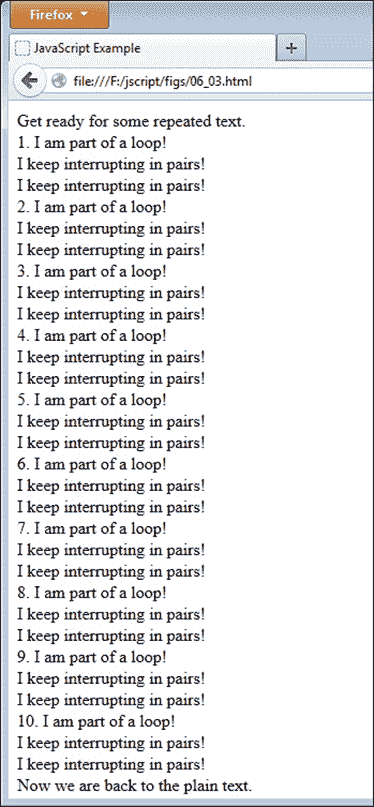 Firefox
JavaScript Example
file:///F:/jscript/figs/06_03.html
Get ready for some repeated text.
1. I am part of a loop!
I keep interrupting in pairs!
I keep interrupting in pairs!
2. I am part of a loop!
I keep interrupting in pairs!
I keep interrupting in pairs!
3. I am part of a loop!
I keep interrupting in pairs!
I keep interrupting in pairs!
4. I am part of a loop!
I keep interrupting in pairs!
I keep interrupting in pairs!
5. I am part of a loop!
I keep interrupting in pairs!
I keep interrupting in pairs!
6. I am part of a loop!
I keep interrupting in pairs!
I keep interrupting in pairs!
7. I am part of a loop!
I keep interrupting in pairs!
I keep interrupting in pairs!
8. I am part of a loop!
I keep interrupting in pairs!
I keep interrupting in pairs!
9. I am part of a loop!
I keep interrupting in pairs!
I keep interrupting in pairs!
10. I am part of a loop!
I keep interrupting in pairs!
I keep interrupting in pairs!
Now we are back to the plain text.